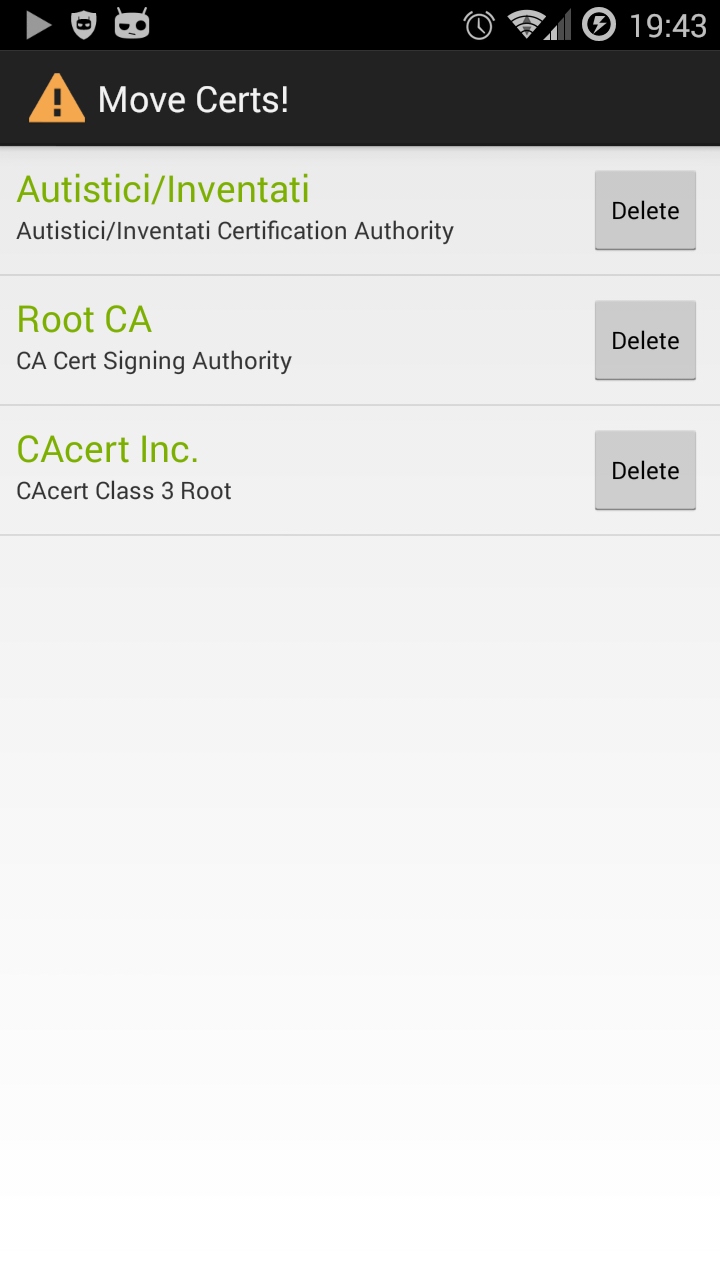 19:43
Move Certs!
Autistici/Inventati
Autistici/Inventati Certification Authority
Delete
Root CA
CA Cert Signing Authority
Delete
CAcert Inc.
CAcert Class 3 Root
Delete